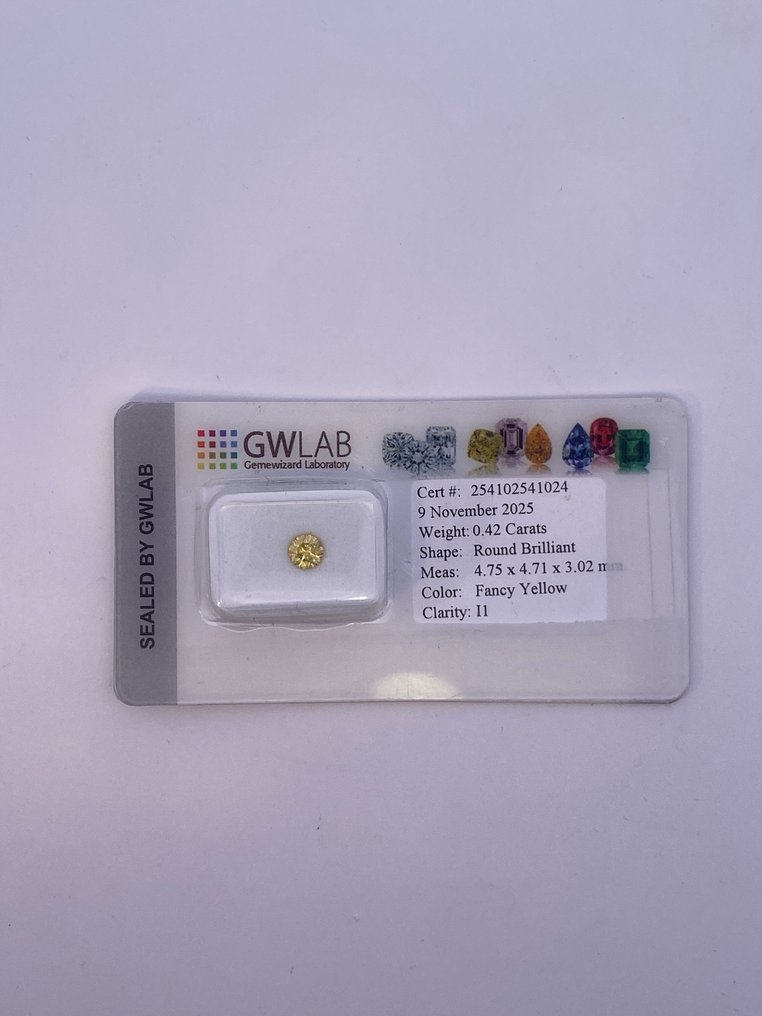 SEALED BY GWLAB
GWLAB
Gemewizard Laboratory
Cert #: 254102541024
9 November 2025
Weight: 0.42 Carats
Shape: Round Brilliant
Meas: 4.75 x 4.71 x 3.02 mm
Color: Fancy Yellow
Clarity: I1